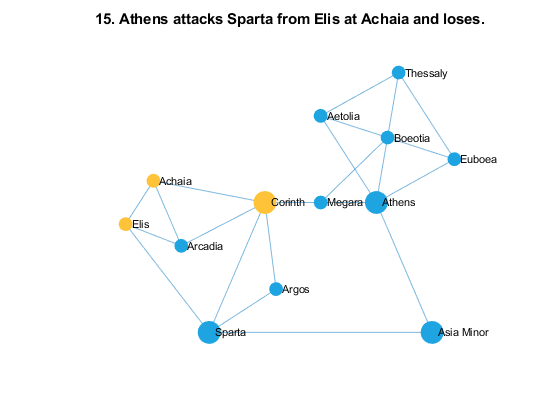 15. Athens attacks Sparta from Elis at Achaia and loses.
Thessaly
Aetolia
Boeotia
Euboea
Achaia
Corinth
Megara
Athens
Elis
Arcadia
Argos
Sparta
Asia Minor